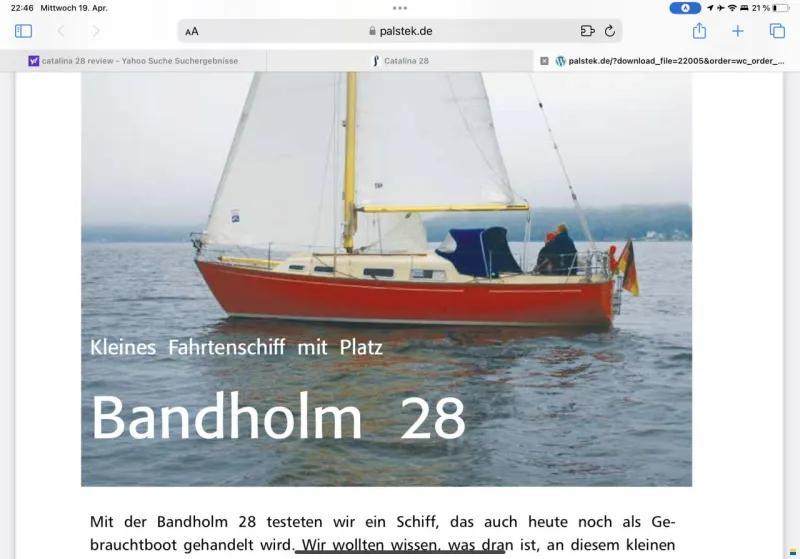 22:46 Mittwoch 19. Apr.
21 %
AA
palstek.de
catalina 28 review - Yahoo Suche Suchergebnisse
Catalina 28
palstek.de/?download_file=22005&order=wc_order_...
Kleines Fahrtenschiff mit Platz
Bandholm 28
Mit der Bandholm 28 testeten wir ein Schiff, das auch heute noch als Ge-
brauchtboot gehandelt wird. Wir wollten wissen, was dran ist, an diesem kleinen